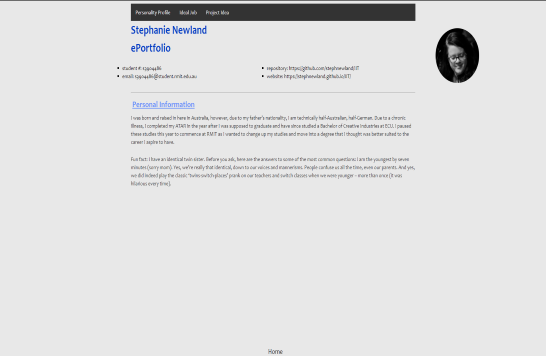 Personality Profile Ideal Job Project Idea
Stephanie Newland
ePortfolio
student #: s3904486
email: s3904486@student.rmit.edu.au
repository: https://github.com/stephnewland/IIT
website: https://stephnewland.github.io/IIT/
Personal Information
I was born and raised here in Australia, however, due to my father's nationality, I am technically half-Australian, half-German. Due to a chronic
illness, I completed my ATAR in the year after I was supposed to graduate and have since studied a Bachelor of Creative Industries at ECU. I paused
these studies this year to commence at RMIT as I wanted to change up my studies and move into a degree that I thought was better suited to the
career I aspire to have.
Fun fact: I have an identical twin sister. Before you ask, here are the answers to some of the most common questions: I am the youngest by seven
minutes (sorry mom). Yes, we're really that identical, down to our voices and mannerisms. People confuse us all the time, even our parents. And yes,
we did indeed play the classic 'twins-switch-places' prank on our teachers and switch classes when we were younger – more than once (it was
hilarious every time).
Home